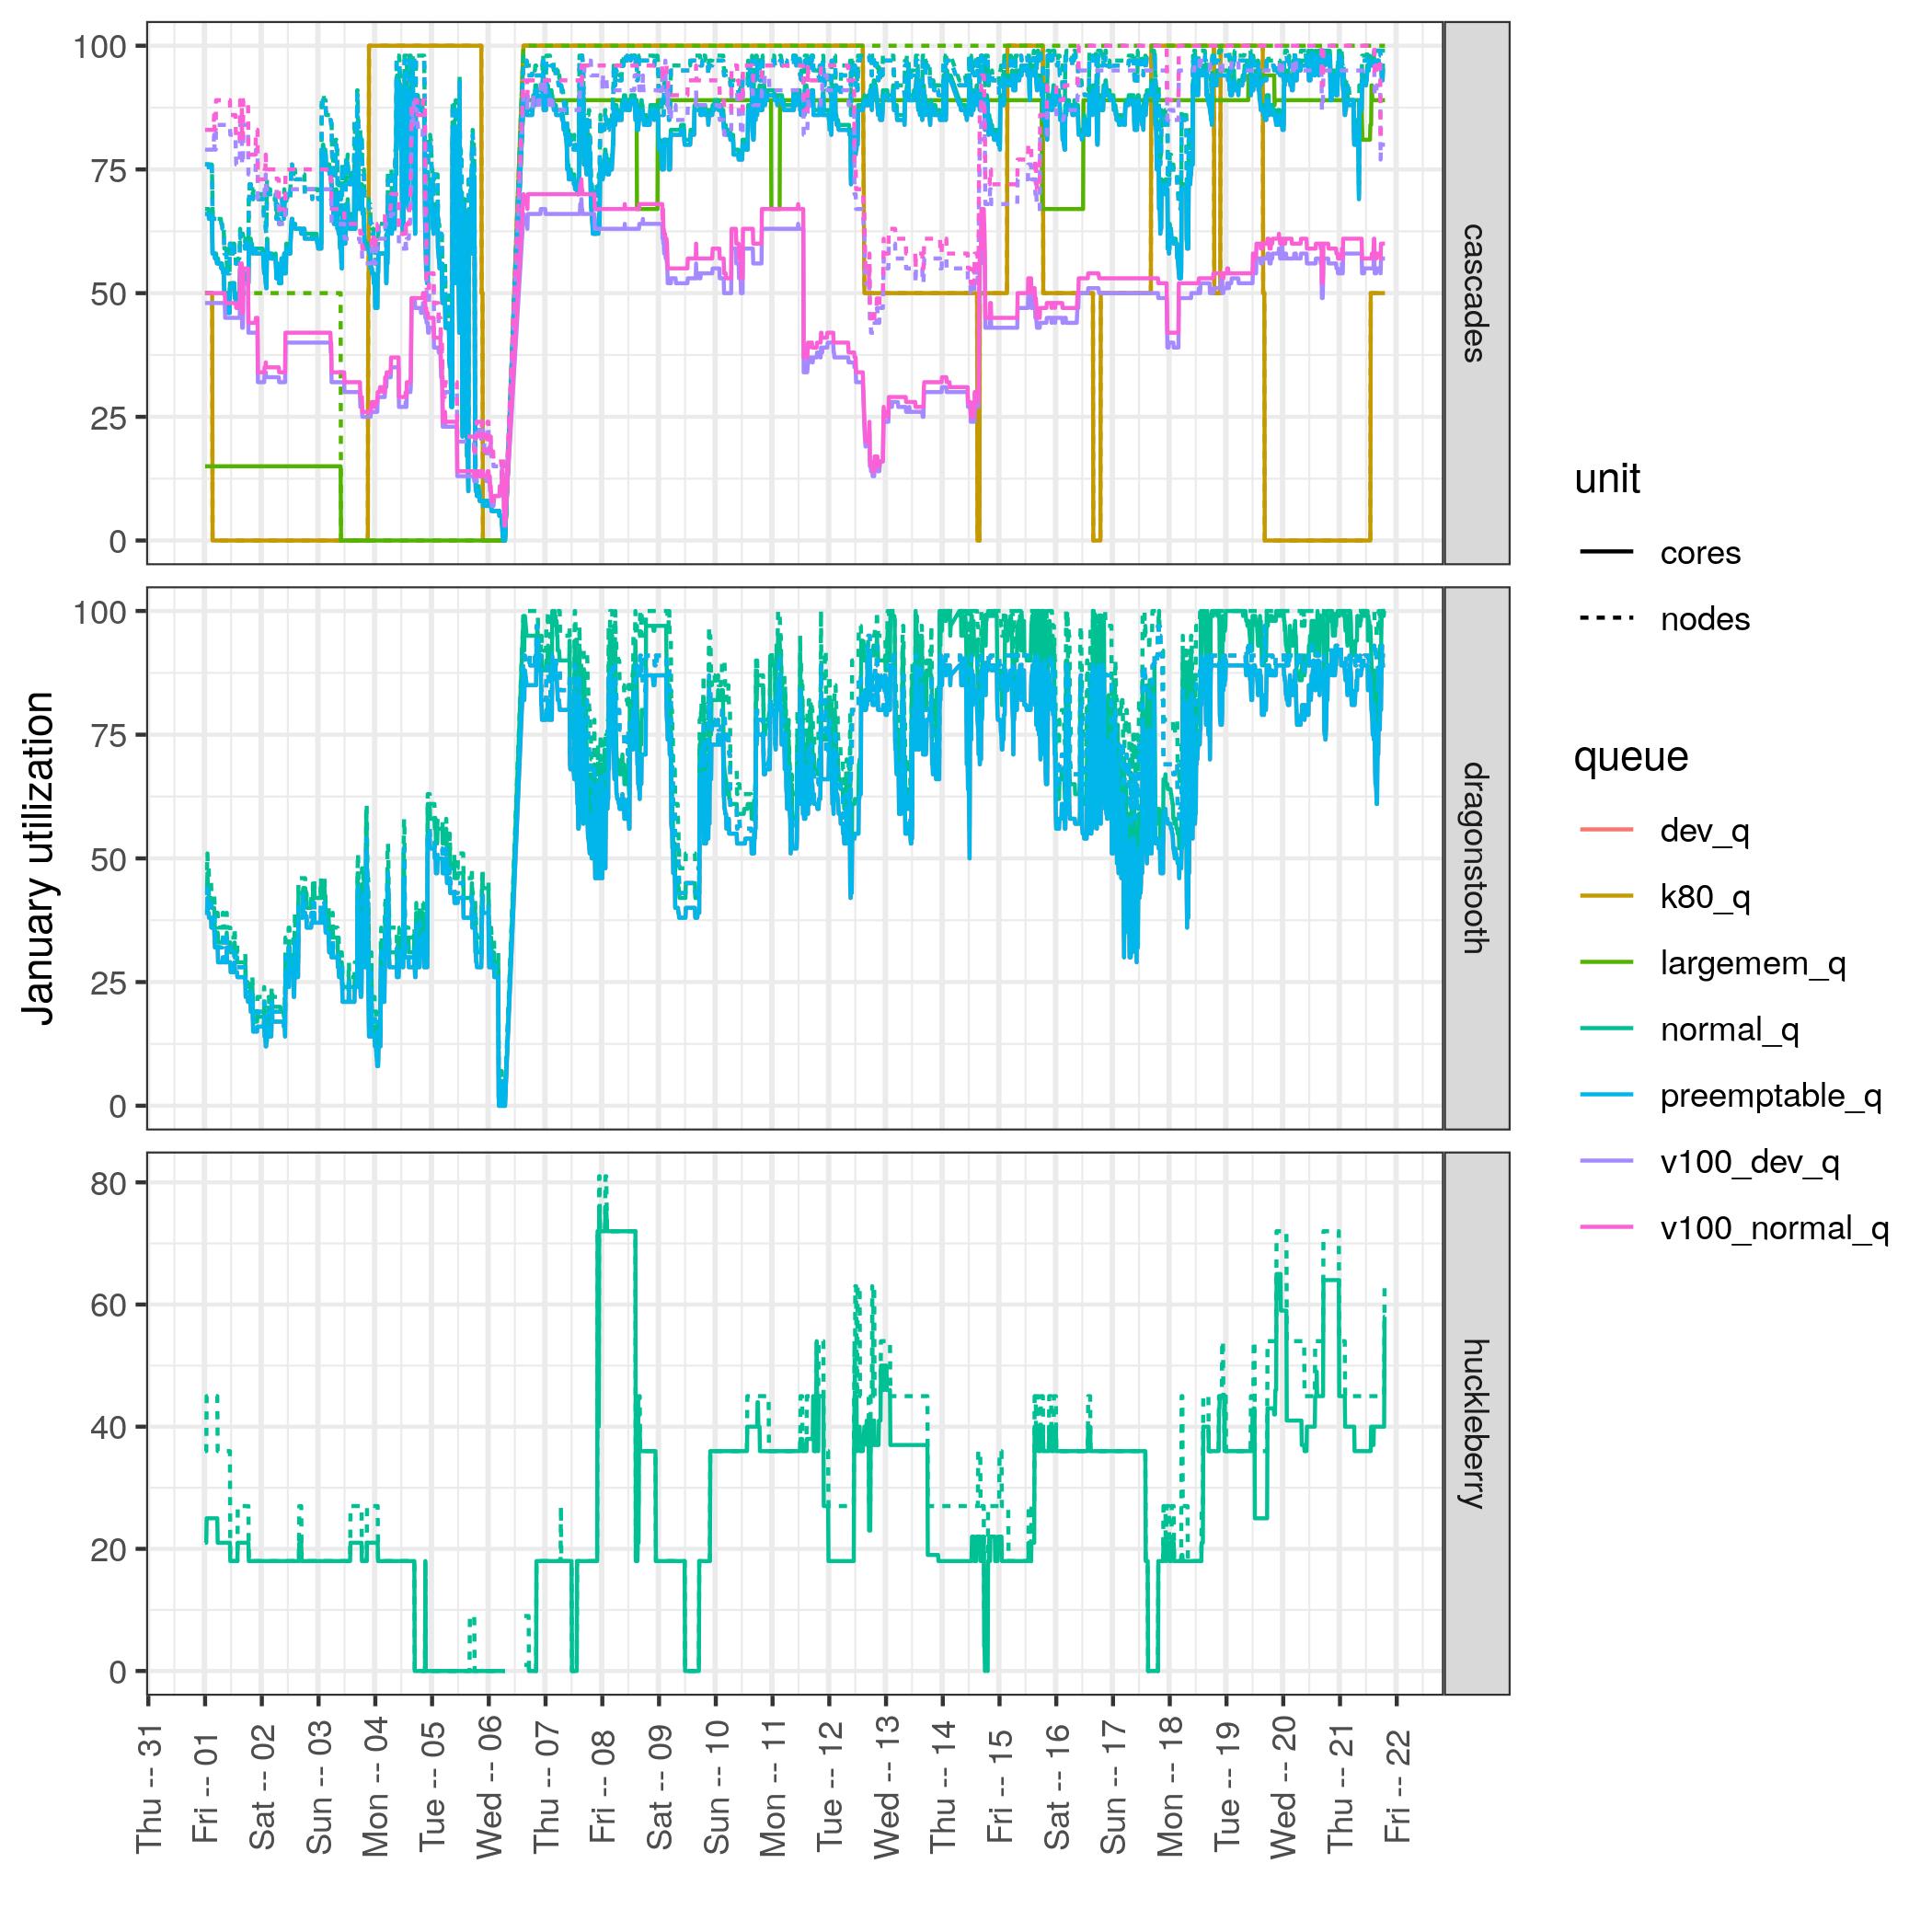 January utilization
100
75
50
25
0
cascades
100
75
50
25
0
dragonstooth
80
60
40
20
0
huckleberry
Thu -- 31
Fri -- 01
Sat -- 02
Sun -- 03
Mon -- 04
Tue -- 05
Wed -- 06
Thu -- 07
Fri -- 08
Sat -- 09
Sun -- 10
Mon -- 11
Tue -- 12
Wed -- 13
Thu -- 14
Fri -- 15
Sat -- 16
Sun -- 17
Mon -- 18
Tue -- 19
Wed -- 20
Thu -- 21
Fri -- 22
unit
cores
nodes
queue
dev_q
k80_q
largemem_q
normal_q
preemptable_q
v100_dev_q
v100_normal_q